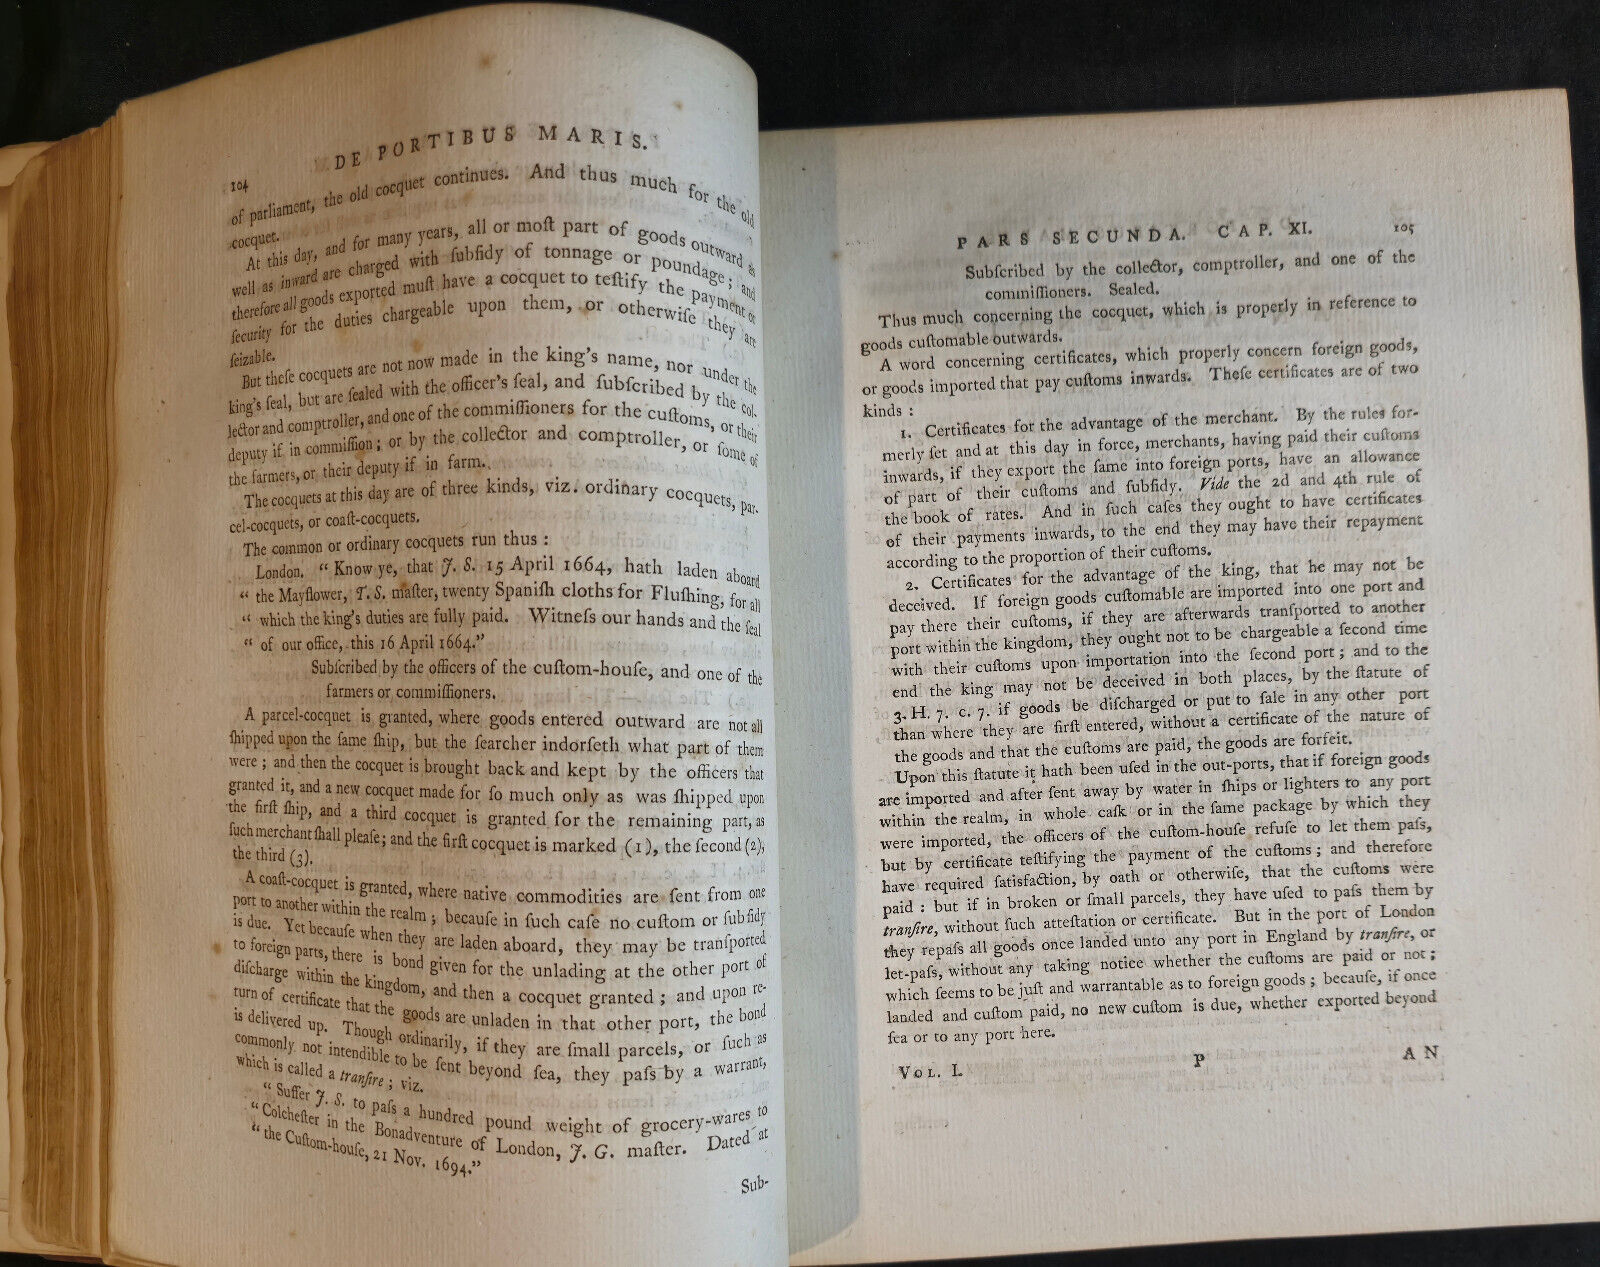 DE PORTIBUS MARIS.
104
of parliament, the old cocquet continues. And thus much for the old
cocquet.
At this day, and for many years, all or moſt part of goods outward as
well as inward are charged with ſubſidy of tonnage or poundage; and
therefore all goods exported muſt have a cocquet to teſtify the payment or
ſecurity for the duties chargeable upon them, or otherwiſe they are
ſeizable.
But theſe cocquets are not now made in the king's name, nor under the
king's ſeal, but are ſealed with the officer's ſeal, and ſubſcribed by the col-
lector and comptroller, and one of the commiſſioners for the cuſtoms, or their
deputy if in commiſſion; or by the collector and comptroller, or ſome of
the farmers, or their deputy if in farm.
The cocquets at this day are of three kinds, viz. ordinary cocquets, par-
cel-cocquets, or coaſt-cocquets.
The common or ordinary cocquets run thus :
London. “ Know ye, that J. S. 15 April 1664, hath laden aboard
“ the Mayflower, T. S. maſter, twenty Spaniſh cloths for Fluſhing, for all
“ which the king's duties are fully paid. Witneſs our hands and the ſeal
“ of our office, this 16 April 1664.”
Subſcribed by the officers of the cuſtom-houſe, and one of the
farmers or commiſſioners.
A parcel-cocquet is granted, where goods entered outward are not all
ſhipped upon the ſame ſhip, but the ſearcher indorſeth what part of them
were ; and then the cocquet is brought back and kept by the officers that
granted it, and a new cocquet made for ſo much only as was ſhipped upon
the firſt ſhip, and a third cocquet is granted for the remaining part, as
ſuch merchant ſhall pleaſe; and the firſt cocquet is marked (1), the ſecond (2),
the third (3).
A coaſt-cocquet is granted, where native commodities are ſent from one
port to another within the realm ; becauſe in ſuch caſe no cuſtom or ſubſidy
is due. Yet becauſe when they are laden aboard, they may be tranſported
to foreign parts, there is bond given for the unlading at the other port of
diſcharge within the kingdom, and then a cocquet granted ; and upon re-
turn of certificate that the goods are unladen in that other port, the bond
is delivered up. Though ordinarily, if they are ſmall parcels, or ſuch as
commonly not intendible to be ſent beyond ſea, they paſs by a warrant,
which is called a tranſire ; viz.
“ Suffer J. S. to paſs a hundred pound weight of grocery-wares to
“ Colcheſter in the Bonadventure of London, J. G. maſter. Dated at
“ the Cuſtom-houſe, 21 Nov. 1694.”
Sub-
PARS SECUNDA. CAP. XI. 105
Subſcribed by the collector, comptroller, and one of the
commiſſioners. Sealed.
Thus much concerning the cocquet, which is properly in reference to
goods cuſtomable outwards.
A word concerning certificates, which properly concern foreign goods,
or goods imported that pay cuſtoms inwards. Theſe certificates are of two
kinds :
1. Certificates for the advantage of the merchant. By the rules for-
merly ſet and at this day in force, merchants, having paid their cuſtoms
inwards, if they export the ſame into foreign ports, have an allowance
of part of their cuſtoms and ſubſidy. Vide the 2d and 4th rule of
the book of rates. And in ſuch caſes they ought to have certificates
of their payments inwards, to the end they may have their repayment
according to the proportion of their cuſtoms.
2. Certificates for the advantage of the king, that he may not be
deceived. If foreign goods cuſtomable are imported into one port and
pay there their cuſtoms, if they are afterwards tranſported to another
port within the kingdom, they ought not to be chargeable a ſecond time
with their cuſtoms upon importation into the ſecond port ; and to the
end the king may not be deceived in both places, by the ſtatute of
3. H. 7. c. 7. if goods be diſcharged or put to ſale in any other port
than where they are firſt entered, without a certificate of the nature of
the goods and that the cuſtoms are paid, the goods are forfeit.
Upon this ſtatute it hath been uſed in the out-ports, that if foreign goods
are imported and after ſent away by water in ſhips or lighters to any port
within the realm, in whole caſk or in the ſame package by which they
were imported, the officers of the cuſtom-houſe refuſe to let them paſs,
but by certificate teſtifying the payment of the cuſtoms ; and therefore
have required ſatisfaction, by oath or otherwiſe, that the cuſtoms were
paid : but if in broken or ſmall parcels, they have uſed to paſs them by
tranſire, without ſuch atteſtation or certificate. But in the port of London
they repaſs all goods once landed unto any port in England by tranſire, or
let-paſs, without any taking notice whether the cuſtoms are paid or not ;
which ſeems to be juſt and warrantable as to foreign goods ; becauſe, if once
landed and cuſtom paid, no new cuſtom is due, whether exported beyond
ſea or to any port here.
VOL. I. P AN